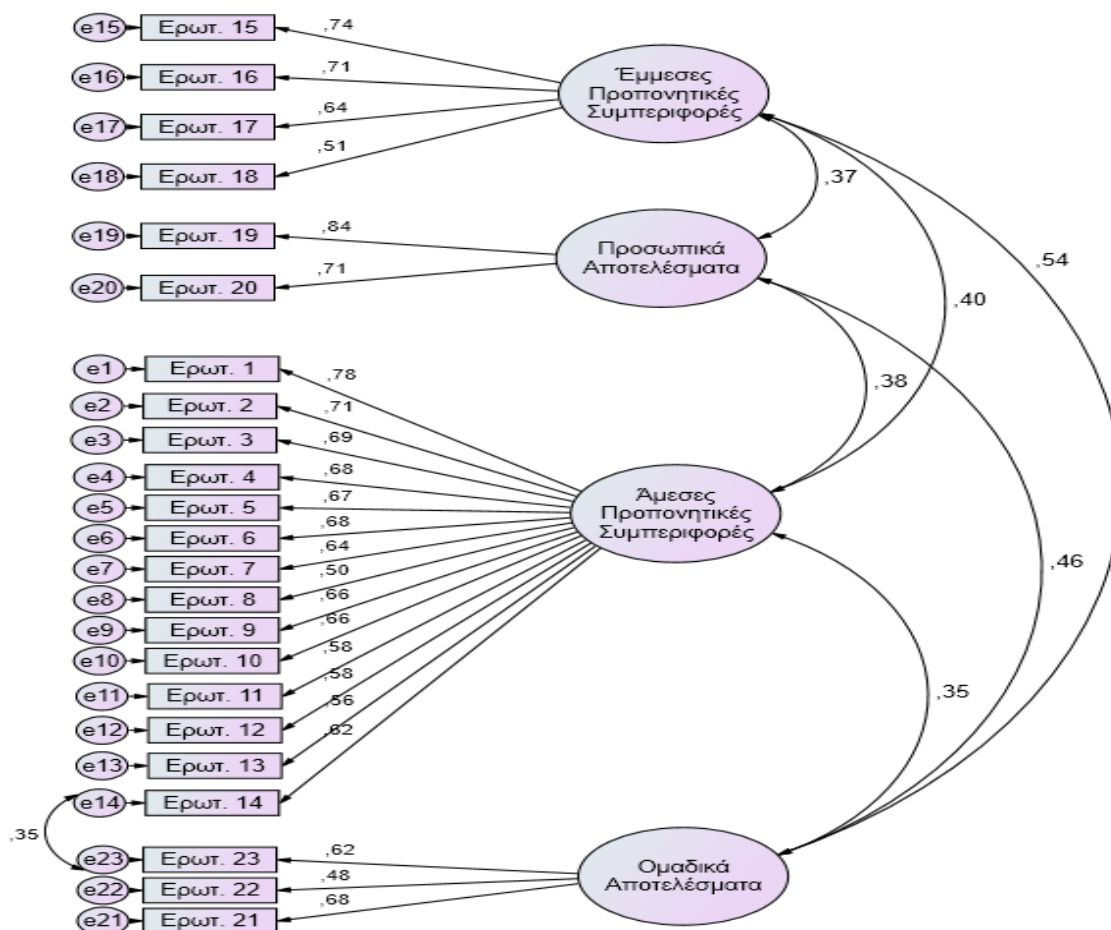 e15 Ερωτ. 15 ,74
e16 Ερωτ. 16 ,71
e17 Ερωτ. 17 ,64
e18 Ερωτ. 18 ,51
Έμμεσες
Προπονητικές
Συμπεριφορές
,37
e19 Ερωτ. 19 ,84
e20 Ερωτ. 20 ,71
Προσωπικά
Αποτελέσματα
,54
,40
,38
e1 Ερωτ. 1 ,78
e2 Ερωτ. 2 ,71
e3 Ερωτ. 3 ,69
e4 Ερωτ. 4 ,68
e5 Ερωτ. 5 ,67
e6 Ερωτ. 6 ,68
e7 Ερωτ. 7 ,64
e8 Ερωτ. 8 ,50
e9 Ερωτ. 9 ,66
e10 Ερωτ. 10 ,66
e11 Ερωτ. 11 ,58
e12 Ερωτ. 12 ,58
e13 Ερωτ. 13 ,56
e14 Ερωτ. 14 ,62
Άμεσες
Προπονητικές
Συμπεριφορές
,46
,35
,35
e23 Ερωτ. 23 ,62
e22 Ερωτ. 22 ,48
e21 Ερωτ. 21 ,68
Ομαδικά
Αποτελέσματα